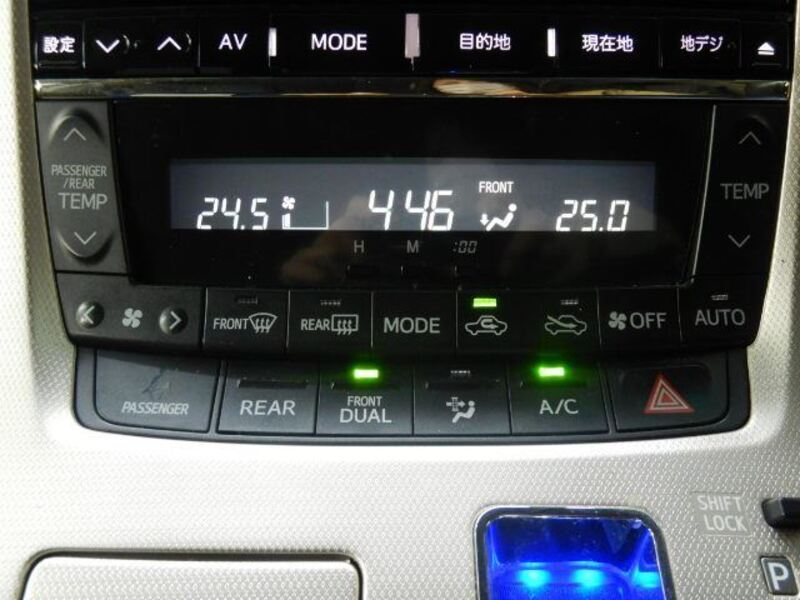 設定 AV MODE 目的地 現在地 地デジ
PASSENGER
/REAR
TEMP
24.5 4 46 FRONT 25.0
TEMP
H M :00
FRONT REAR MODE OFF AUTO
PASSENGER REAR FRONT
DUAL A/C
SHIFT
LOCK
P